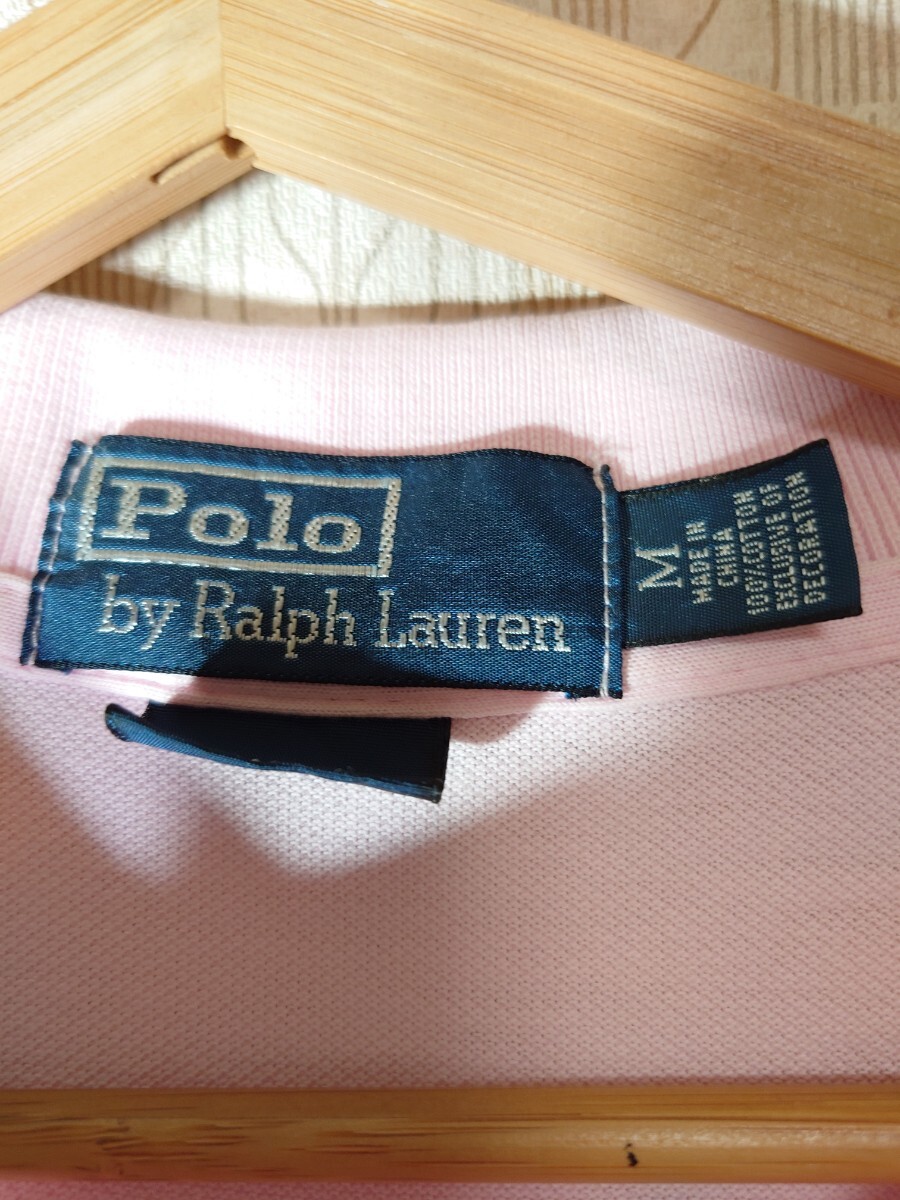 Polo
by Ralph Lauren
M
MADE IN
CHINA
100% COTTON
EXCLUSIVE OF
DECORATION